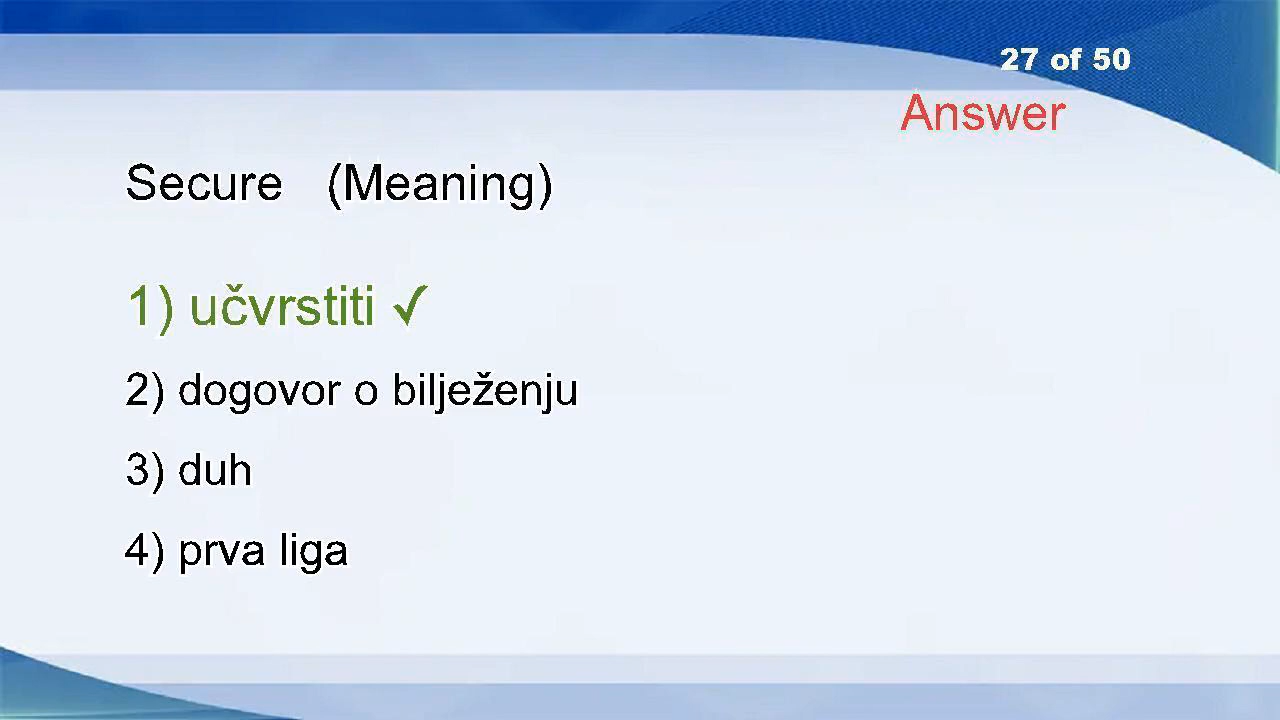 27 of 50
Answer
Secure (Meaning)
1) učvrstiti ✓
2) dogovor o bilježenju
3) duh
4) prva liga